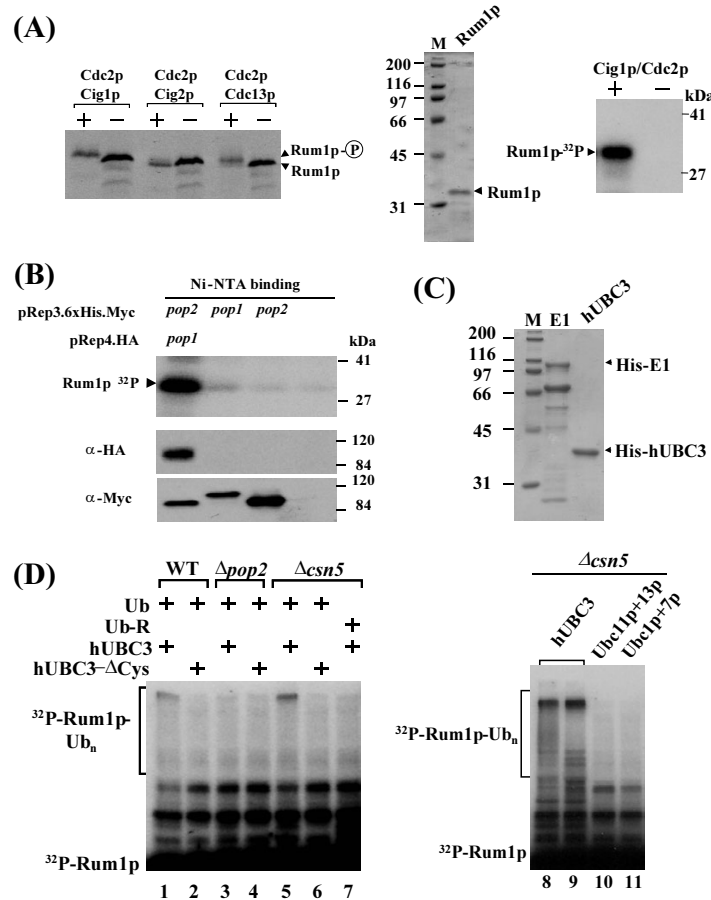 (A)
Cdc2p Cdc2p Cdc2p
Cig1p Cig2p Cdc13p
+ – + – + –
Rum1p-Ⓟ
Rum1p
M Rum1p
200
116
97
66
45
31
Rum1p
Cig1p/Cdc2p
+ –
kDa
41
27
Rum1p-³²P
(B)
Ni-NTA binding
pRep3.6xHis.Myc pop2 pop1 pop2
pRep4.HA pop1 kDa
Rum1p ³²P
41
27
α-HA
120
84
α-Myc
120
84
(C)
M E1 hUBC3
200
116
97
66
45
31
His-E1
His-hUBC3
(D)
WT Δpop2 Δcsn5
Ub + + + + + +
Ub-R +
hUBC3 + + + +
hUBC3–ΔCys + + +
³²P-Rum1p-
Ubₙ
³²P-Rum1p
1 2 3 4 5 6 7
Δcsn5
hUBC3 Ubc11p+13p Ubc1p+7p
³²P-Rum1p-Ubₙ
³²P-Rum1p
8 9 10 11